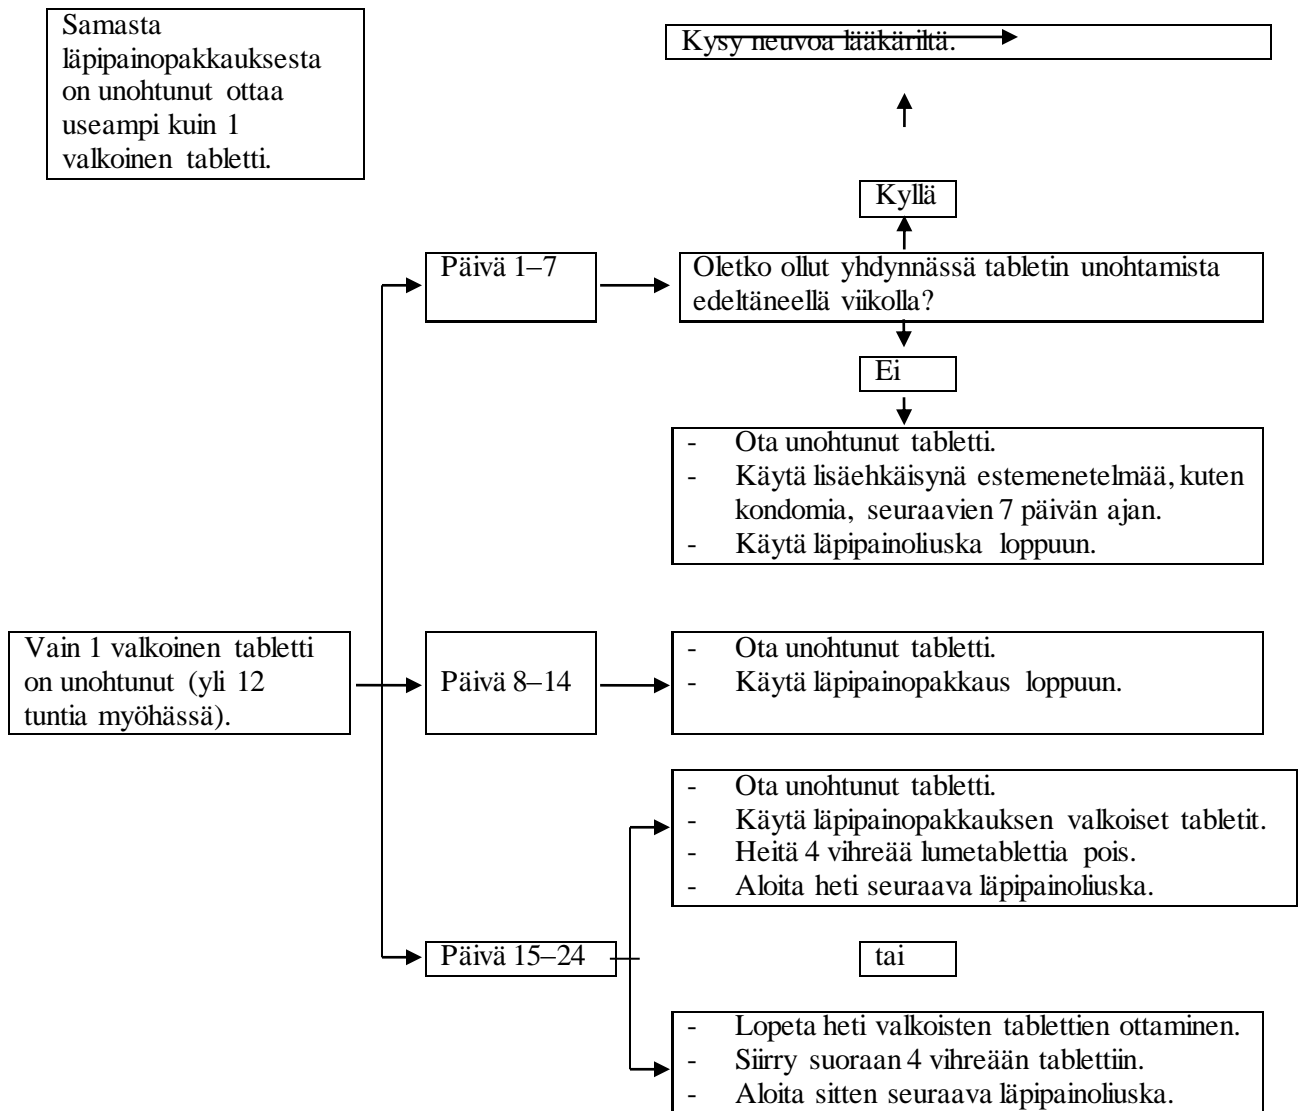 Samasta
läpipainopakkauksesta
on unohtunut ottaa
useampi kuin 1
valkoinen tabletti.
Kysy neuvoa lääkäriltä.
Kyllä
Päivä 1–7
Oletko ollut yhdynnässä tabletin unohtamista
edeltäneellä viikolla?
Ei
- Ota unohtunut tabletti.
- Käytä lisäehkäisynä estemenetelmää, kuten
kondomia, seuraavien 7 päivän ajan.
- Käytä läpipainoliuska loppuun.
Vain 1 valkoinen tabletti
on unohtunut (yli 12
tuntia myöhässä).
Päivä 8–14
- Ota unohtunut tabletti.
- Käytä läpipainopakkaus loppuun.
- Ota unohtunut tabletti.
- Käytä läpipainopakkauksen valkoiset tabletit.
- Heitä 4 vihreää lumetablettia pois.
- Aloita heti seuraava läpipainoliuska.
Päivä 15–24
tai
- Lopeta heti valkoisten tablettien ottaminen.
- Siirry suoraan 4 vihreään tablettiin.
- Aloita sitten seuraava läpipainoliuska.